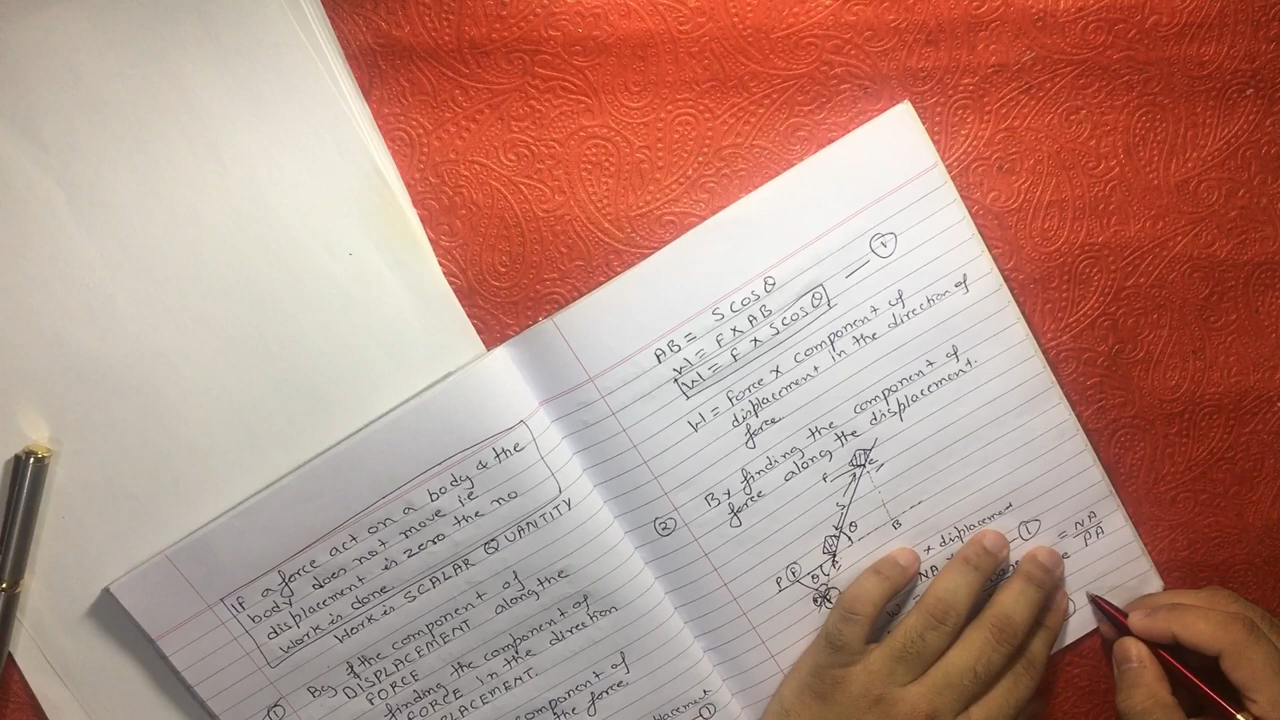 If a force act on a body & the
body does not move i.e
displacement is zero the no
work is done.
Work is SCALAR QUANTITY
① By the component of
DISPLACEMENT along the
FORCE
finding the component of
FORCE in the direction
component of
the force.
displacement
①
AB = S cos θ
W = F × AB
W = F × S cos θ
W = Force × component of
displacement in the direction of
force.
② By finding the component of
force along the displacement.
F
C
S
θ
B
P
F
θ
× displacement
NA ×
①
W =
= NA
PA